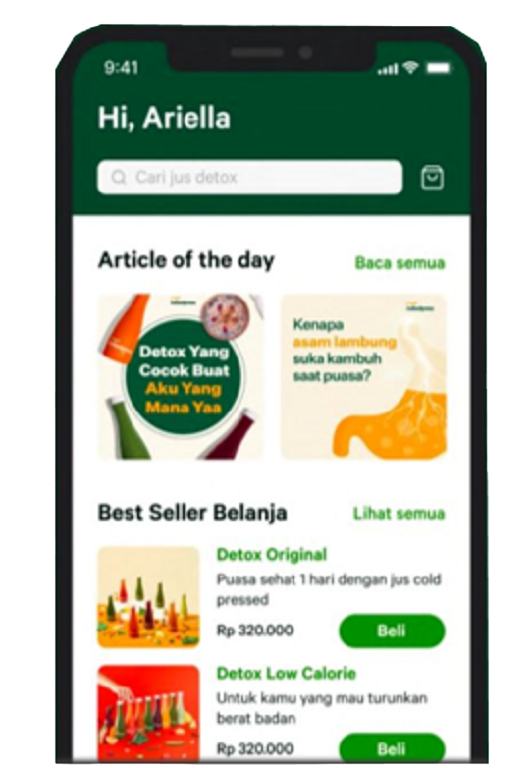 9:41
Hi, Ariella
Cari jus detox
Article of the day
Baca semua
Detox Yang
Cocok Buat
Aku Yang
Mana Yaa
Kenapa
asam lambung
suka kambuh
saat puasa?
Best Seller Belanja
Lihat semua
Detox Original
Puasa sehat 1 hari dengan jus cold
pressed
Rp 320.000
Beli
Detox Low Calorie
Untuk kamu yang mau turunkan
berat badan
Rp 320.000
Beli